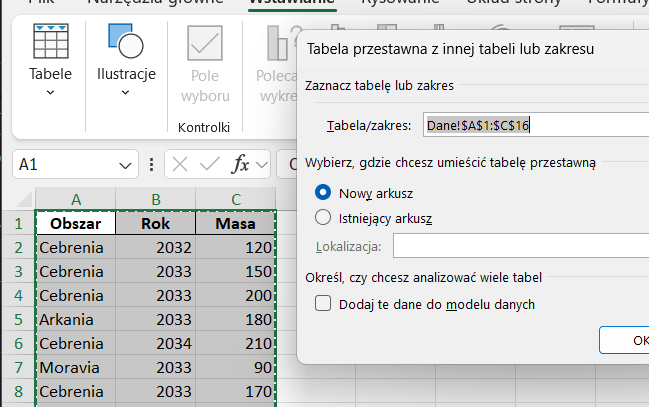 Plik Narzędzia główne Wstawianie Rysowanie Układ strony Formuły
Tabele
Ilustracje
Pole
wyboru
Kontrolki
Tabela przestawna z innej tabeli lub zakresu
Zaznacz tabelę lub zakres
Tabela/zakres: Dane!$A$1:$C$16
Wybierz, gdzie chcesz umieścić tabelę przestawną
Nowy arkusz
Istniejący arkusz
Lokalizacja:
Określ, czy chcesz analizować wiele tabel
Dodaj te dane do modelu danych
OK
A1 fx
A B C
1 Obszar Rok Masa
2 Cebrenia 2032 120
3 Cebrenia 2033 150
4 Cebrenia 2033 200
5 Arkania 2033 180
6 Cebrenia 2034 210
7 Moravia 2033 90
8 Cebrenia 2033 170